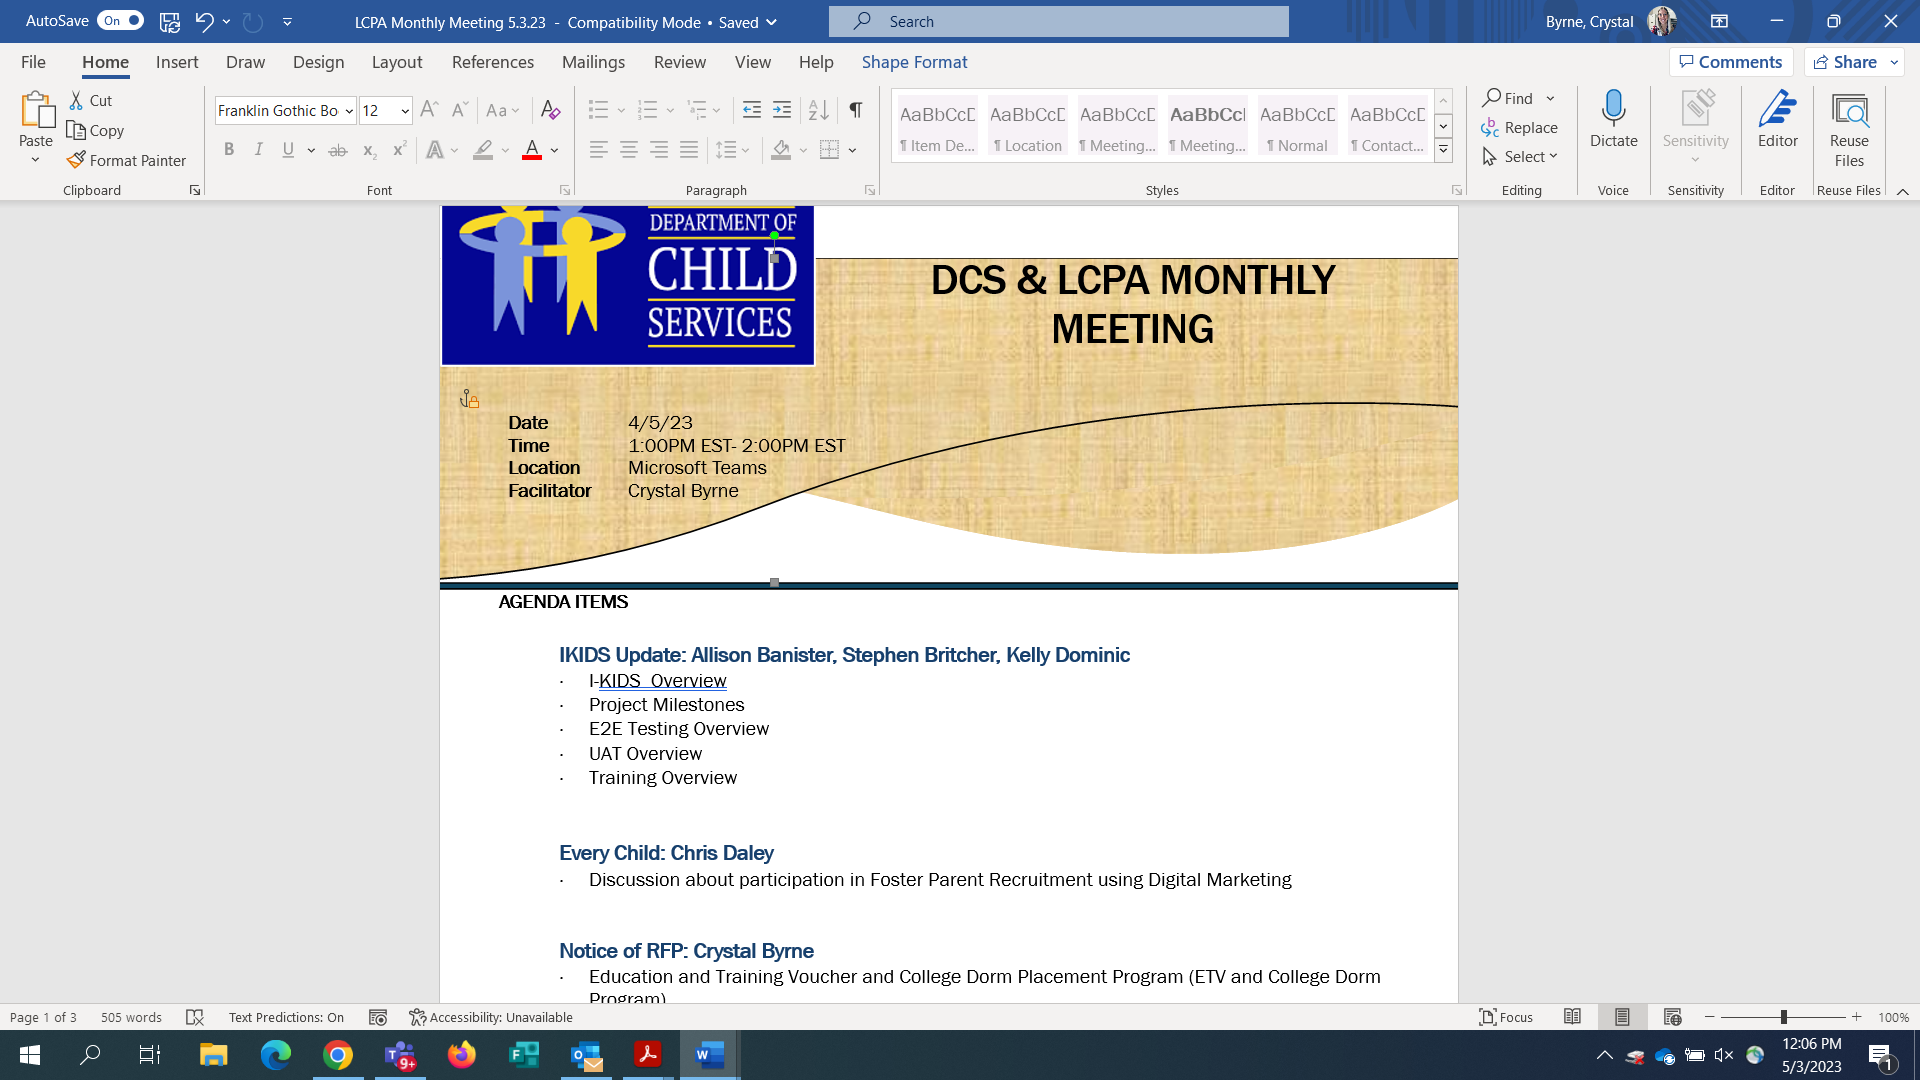 AutoSave On LCPA Monthly Meeting 5.3.23 - Compatibility Mode • Saved Search Byrne, Crystal
File Home Insert Draw Design Layout References Mailings Review View Help Shape Format Comments Share
Paste
Cut
Copy
Format Painter
Clipboard
Franklin Gothic Bo 12
Font
Paragraph
AaBbCcD AaBbCcD AaBbCcD AaBbCc AaBbCcD AaBbCcD
¶ Item De... ¶ Location ¶ Meeting... ¶ Meeting... ¶ Normal ¶ Contact...
Styles
Find
Replace
Select
Editing
Dictate
Voice
Sensitivity
Sensitivity
Editor
Editor
Reuse
Files
Reuse Files
DEPARTMENT OF
CHILD
SERVICES
DCS & LCPA MONTHLY
MEETING
Date 4/5/23
Time 1:00PM EST- 2:00PM EST
Location Microsoft Teams
Facilitator Crystal Byrne
AGENDA ITEMS
IKIDS Update: Allison Banister, Stephen Britcher, Kelly Dominic
· I-KIDS Overview
· Project Milestones
· E2E Testing Overview
· UAT Overview
· Training Overview
Every Child: Chris Daley
· Discussion about participation in Foster Parent Recruitment using Digital Marketing
Notice of RFP: Crystal Byrne
· Education and Training Voucher and College Dorm Placement Program (ETV and College Dorm
Program)
Page 1 of 3 505 words Text Predictions: On Accessibility: Unavailable Focus 100%
9+
12:06 PM
5/3/2023
1